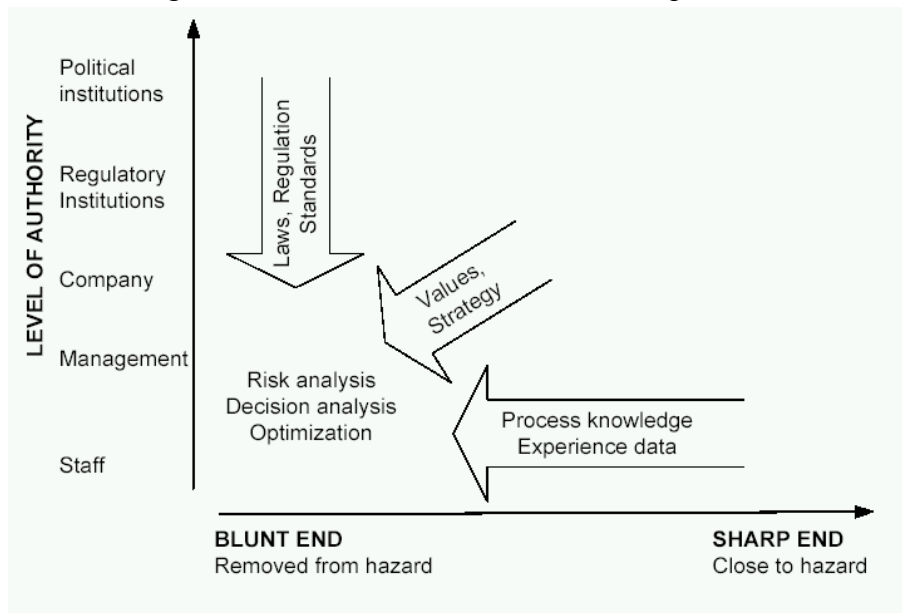 LEVEL OF AUTHORITY
Political
institutions
Regulatory
Institutions
Company
Management
Staff
Laws, Regulation
Standards
Values,
Strategy
Risk analysis
Decision analysis
Optimization
Process knowledge
Experience data
BLUNT END
Removed from hazard
SHARP END
Close to hazard